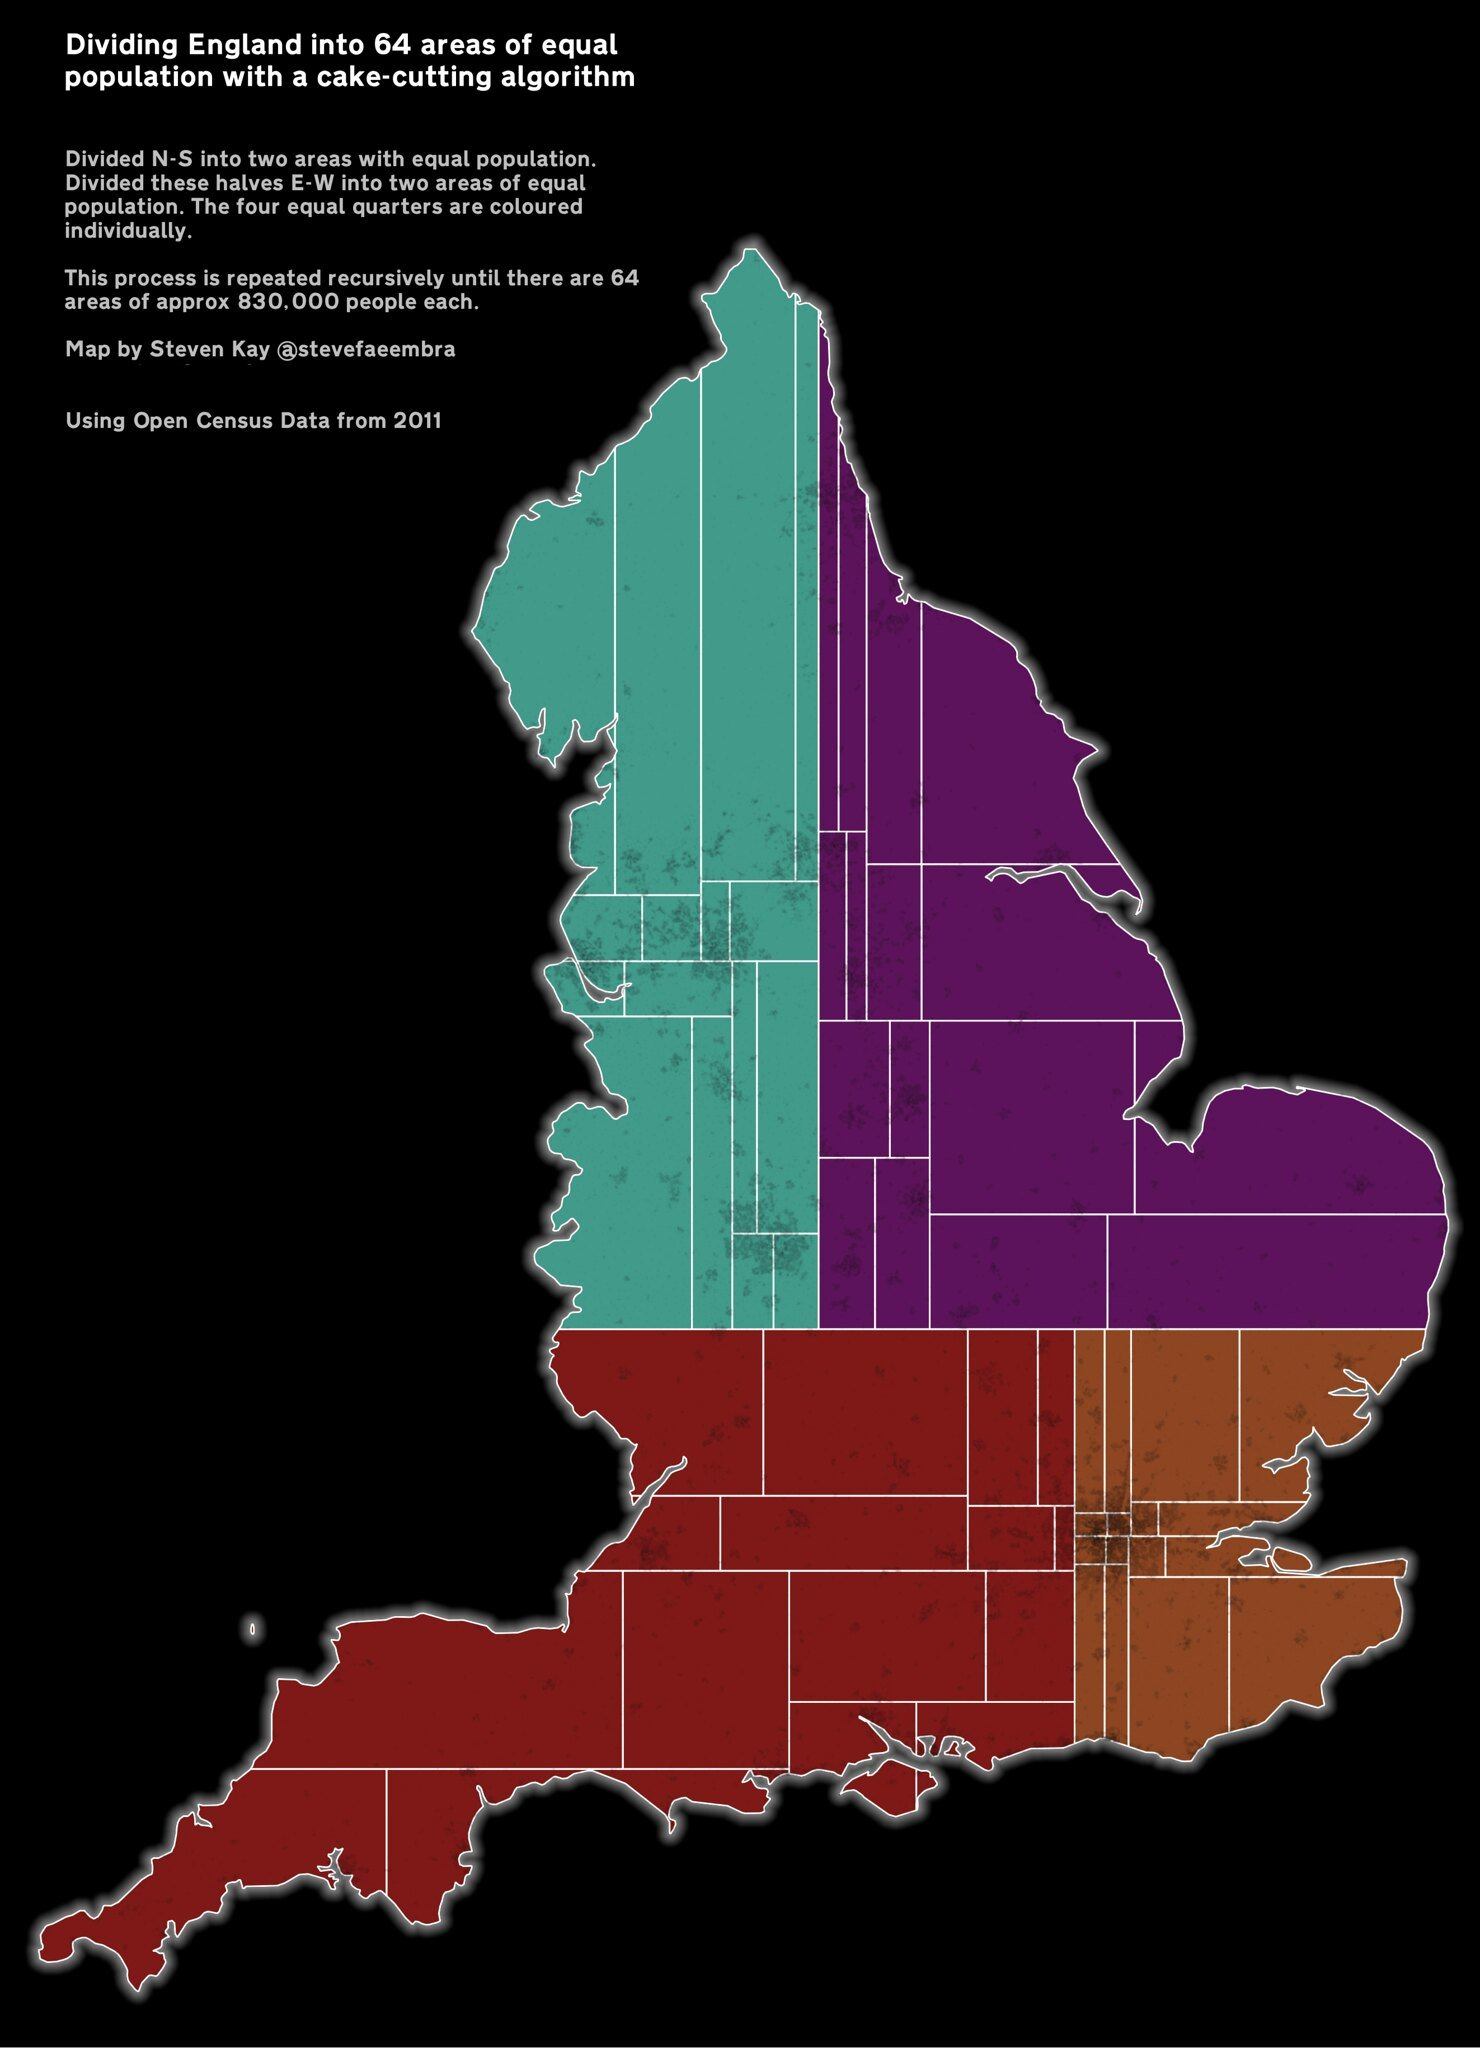 Dividing England into 64 areas of equal
population with a cake-cutting algorithm
Divided N-S into two areas with equal population.
Divided these halves E-W into two areas of equal
population. The four equal quarters are coloured
individually.
This process is repeated recursively until there are 64
areas of approx 830,000 people each.
Map by Steven Kay @stevefaeembra
Using Open Census Data from 2011